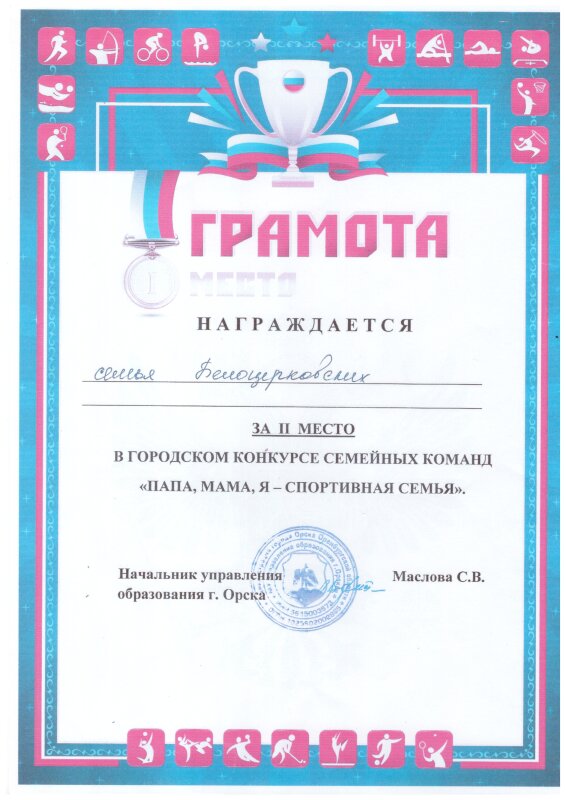 ГРАМОТА
I
МЕСТО
НАГРАЖДАЕТСЯ
семья Белоцерковских
ЗА II МЕСТО
В ГОРОДСКОМ КОНКУРСЕ СЕМЕЙНЫХ КОМАНД
«ПАПА, МАМА, Я – СПОРТИВНАЯ СЕМЬЯ».
Начальник управления Маслова С.В.
образования г. Орска